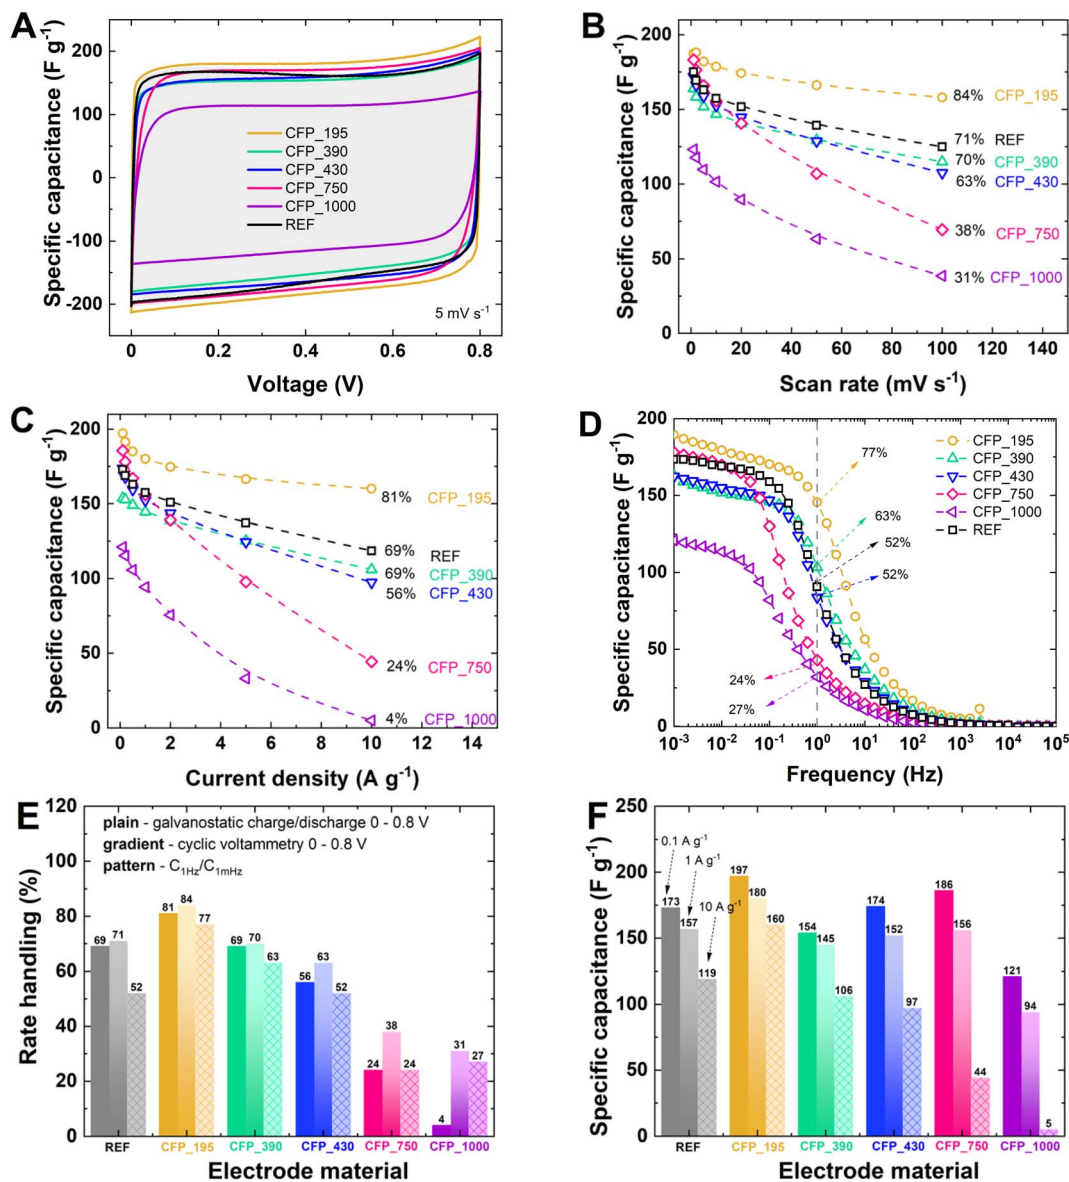 A
Specific capacitance (F g-1)
200
100
0
-100
-200
CFP_195
CFP_390
CFP_430
CFP_750
CFP_1000
REF
5 mV s-1
0
0.2
0.4
0.6
0.8
Voltage (V)
B
Specific capacitance (F g-1)
200
150
100
50
0
84% CFP_195
71% REF
70% CFP_390
63% CFP_430
38% CFP_750
31% CFP_1000
0
20
40
60
80
100
120
140
Scan rate (mV s-1)
C
Specific capacitance (F g-1)
200
150
100
50
0
81% CFP_195
69% REF
69% CFP_390
56% CFP_430
24% CFP_750
4% CFP_1000
0
2
4
6
8
10
12
14
Current density (A g-1)
D
Specific capacitance (F g-1)
200
150
100
50
0
CFP_195
CFP_390
CFP_430
CFP_750
CFP_1000
REF
77%
63%
52%
52%
24%
27%
10-3
10-2
10-1
100
101
102
103
104
105
Frequency (Hz)
E
plain - galvanostatic charge/discharge 0 - 0.8 V
gradient - cyclic voltammetry 0 - 0.8 V
pattern - C1Hz/C1mHz
Rate handling (%)
120
100
80
60
40
20
0
69
71
52
81
84
77
69
70
63
56
63
52
24
38
24
4
31
27
REF
CFP_195
CFP_390
CFP_430
CFP_750
CFP_1000
Electrode material
F
Specific capacitance (F g-1)
250
200
150
100
50
0
0.1 A g-1
1 A g-1
10 A g-1
173
157
119
197
180
160
154
145
106
174
152
97
186
156
44
121
94
5
REF
CFP_195
CFP_390
CFP_430
CFP_750
CFP_1000
Electrode material